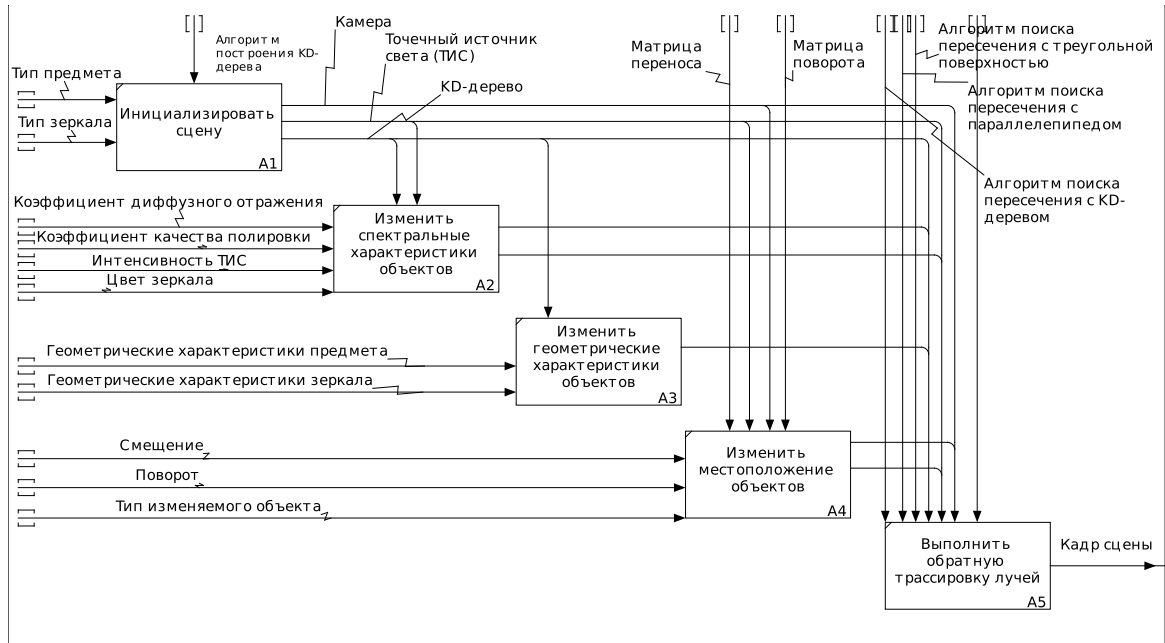 Камера
Алгоритм
построения KD-
дерева
Точечный источник
света (ТИС)
KD-дерево
Матрица
переноса
Матрица
поворота
Алгоритм поиска
пересечения с треугольной
поверхностью
Алгоритм поиска
пересечения с
параллелепипедом
Алгоритм поиска
пересечения с KD-
деревом
Тип предмета
Тип зеркала
Инициализировать
сцену
A1
Коэффициент диффузного отражения
Коэффициент качества полировки
Интенсивность ТИС
Цвет зеркала
Изменить
спектральные
характеристики
объектов
A2
Геометрические характеристики предмета
Геометрические характеристики зеркала
Изменить
геометрические
характеристики
объектов
A3
Смещение
Поворот
Тип изменяемого объекта
Изменить
местоположение
объектов
A4
Выполнить
обратную
трассировку лучей
A5
Кадр сцены